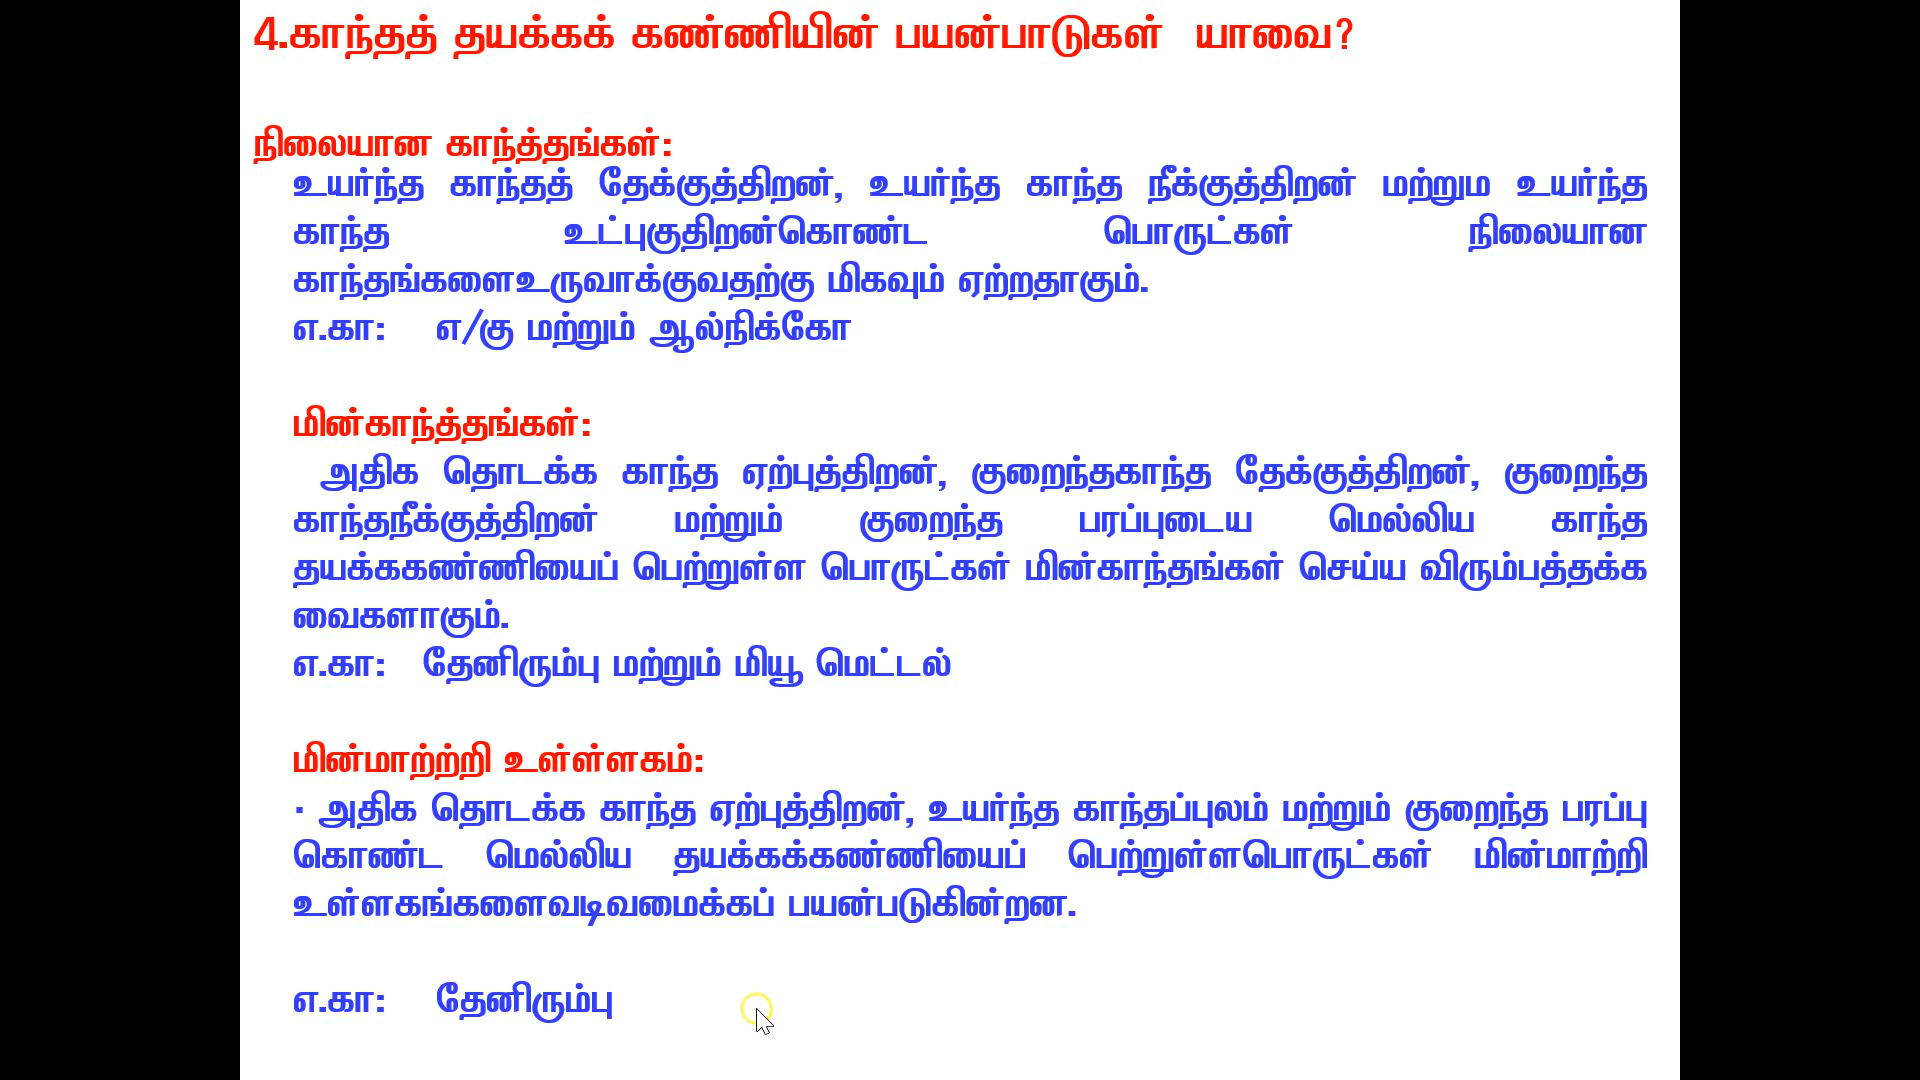 4.காந்தத் தயக்கக் கண்ணியின் பயன்பாடுகள் யாவை?
நிலையான காந்த்தங்கள்:
உயர்ந்த காந்தத் தேக்குத்திறன், உயர்ந்த காந்த நீக்குத்திறன் மற்றும உயர்ந்த
காந்த உட்புகுதிறன்கொண்ட பொருட்கள் நிலையான
காந்தங்களைஉருவாக்குவதற்கு மிகவும் ஏற்றதாகும்.
எ.கா: எ/கு மற்றும் ஆல்நிக்கோ
மின்காந்த்தங்கள்:
அதிக தொடக்க காந்த ஏற்புத்திறன், குறைந்தகாந்த தேக்குத்திறன், குறைந்த
காந்தநீக்குத்திறன் மற்றும் குறைந்த பரப்புடைய மெல்லிய காந்த
தயக்ககண்ணியைப் பெற்றுள்ள பொருட்கள் மின்காந்தங்கள் செய்ய விரும்பத்தக்க
வைகளாகும்.
எ.கா: தேனிரும்பு மற்றும் மியூ மெட்டல்
மின்மாற்ற்றி உள்ள்ளகம்:
· அதிக தொடக்க காந்த ஏற்புத்திறன், உயர்ந்த காந்தப்புலம் மற்றும் குறைந்த பரப்பு
கொண்ட மெல்லிய தயக்கக்கண்ணியைப் பெற்றுள்ளபொருட்கள் மின்மாற்றி
உள்ளகங்களைவடிவமைக்கப் பயன்படுகின்றன.
எ.கா: தேனிரும்பு